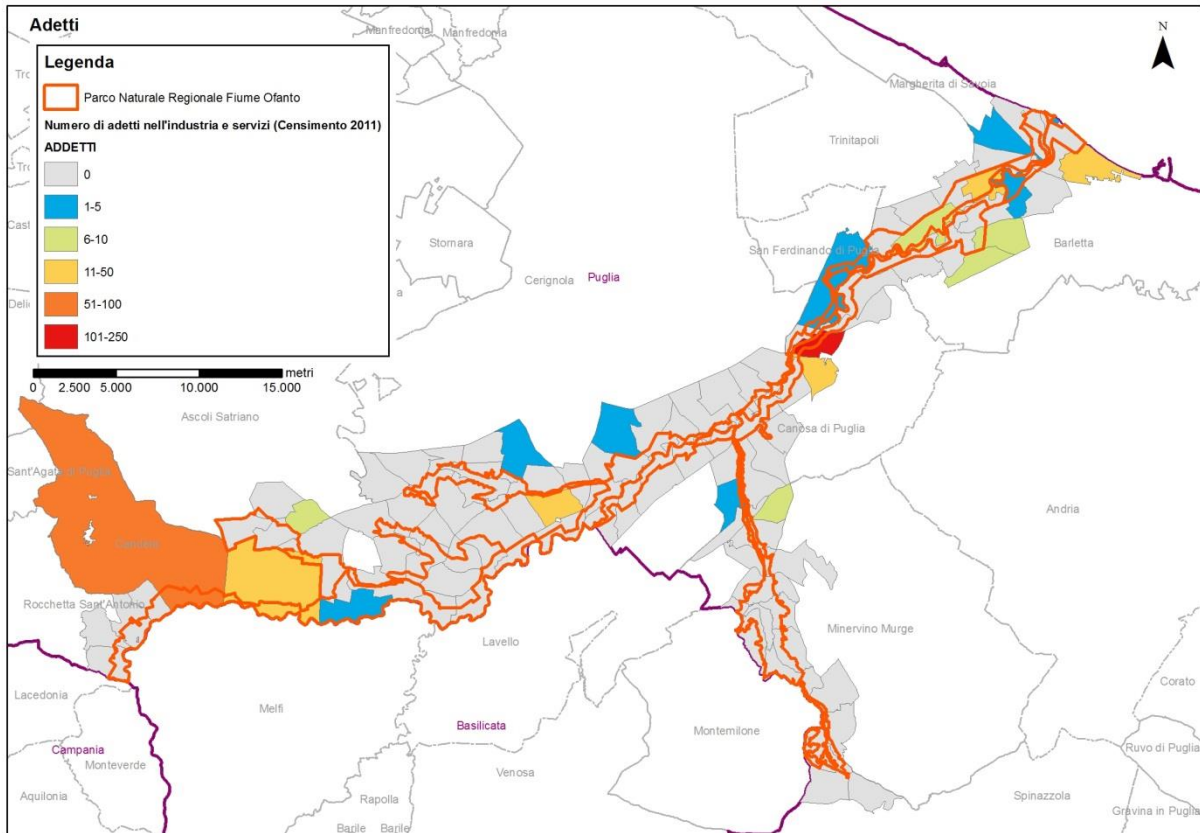 Adetti
Legenda
Parco Naturale Regionale Fiume Ofanto
Numero di adetti nell'industria e servizi (Censimento 2011)
ADDETTI
0
1-5
6-10
11-50
51-100
101-250
metri
0 2.500 5.000 10.000 15.000
N
Manfredonia Manfredonia
Margherita di Savoia
Trinitapoli
Stornara
San Ferdinando di Puglia
Barletta
Cerignola
Puglia
Ascoli Satriano
Canosa di Puglia
Sant'Agata di Puglia
Andria
Candela
Rocchetta Sant'Antonio
Minervino Murge
Lavello
Lacedonia
Melfi
Corato
Basilicata
Montemilone
Campania
Monteverde
Ruvo di Puglia
Venosa
Aquilonia
Rapolla
Spinazzola
Gravina in Puglia
Barile Barile